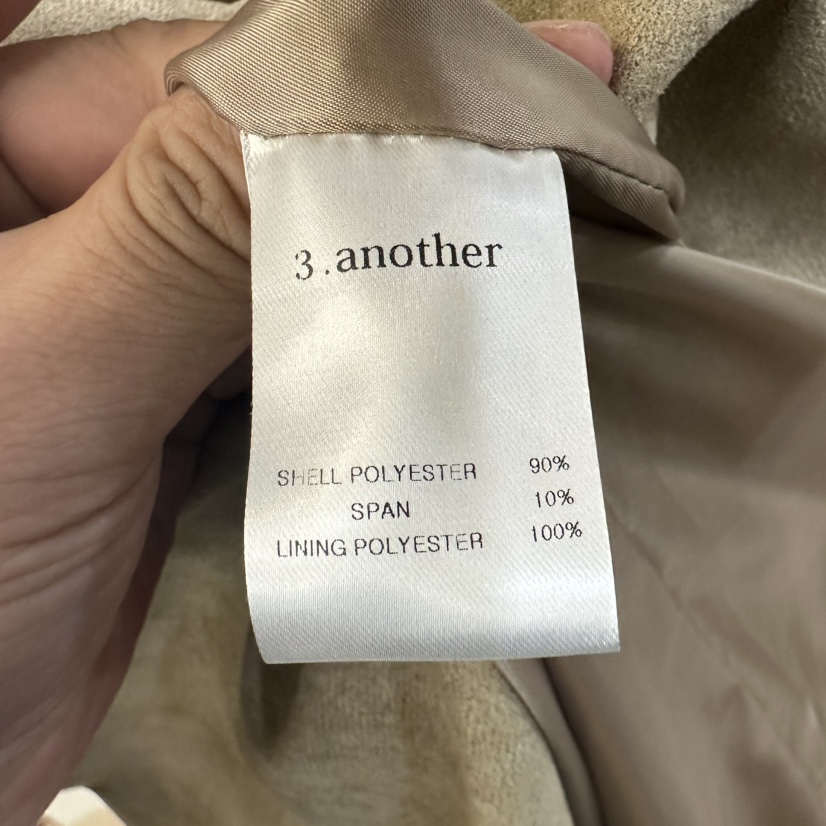 3.another
SHELL POLYESTER 90%
SPAN 10%
LINING POLYESTER 100%